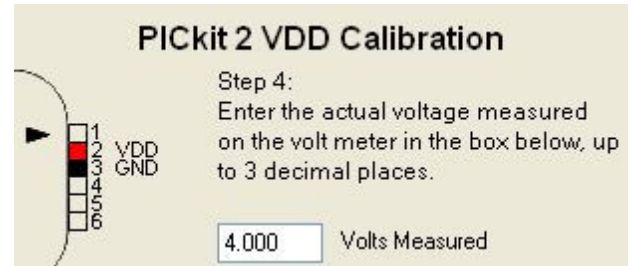 PICkit 2 VDD Calibration
Step 4:
Enter the actual voltage measured
on the volt meter in the box below, up
to 3 decimal places.
1
2 VDD
3 GND
4
5
6
4.000 Volts Measured